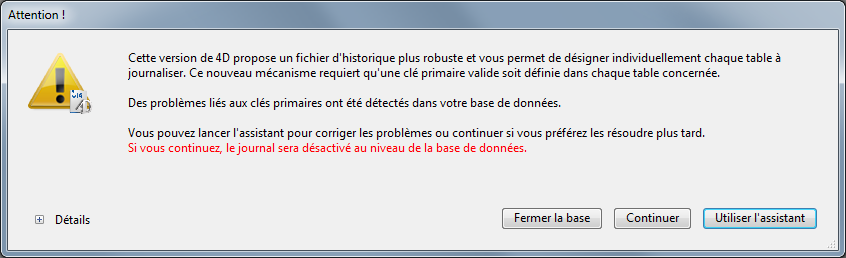 Attention !
Cette version de 4D propose un fichier d'historique plus robuste et vous permet de désigner individuellement chaque table à
journaliser. Ce nouveau mécanisme requiert qu'une clé primaire valide soit définie dans chaque table concernée.
Des problèmes liés aux clés primaires ont été détectés dans votre base de données.
Vous pouvez lancer l'assistant pour corriger les problèmes ou continuer si vous préférez les résoudre plus tard.
Si vous continuez, le journal sera désactivé au niveau de la base de données.
Détails
Fermer la base
Continuer
Utiliser l'assistant